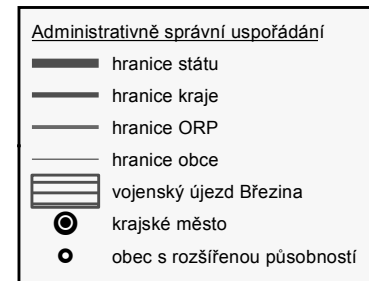 Administrativně správní uspořádání
hranice státu
hranice kraje
hranice ORP
hranice obce
vojenský újezd Březina
krajské město
obec s rozšířenou působností